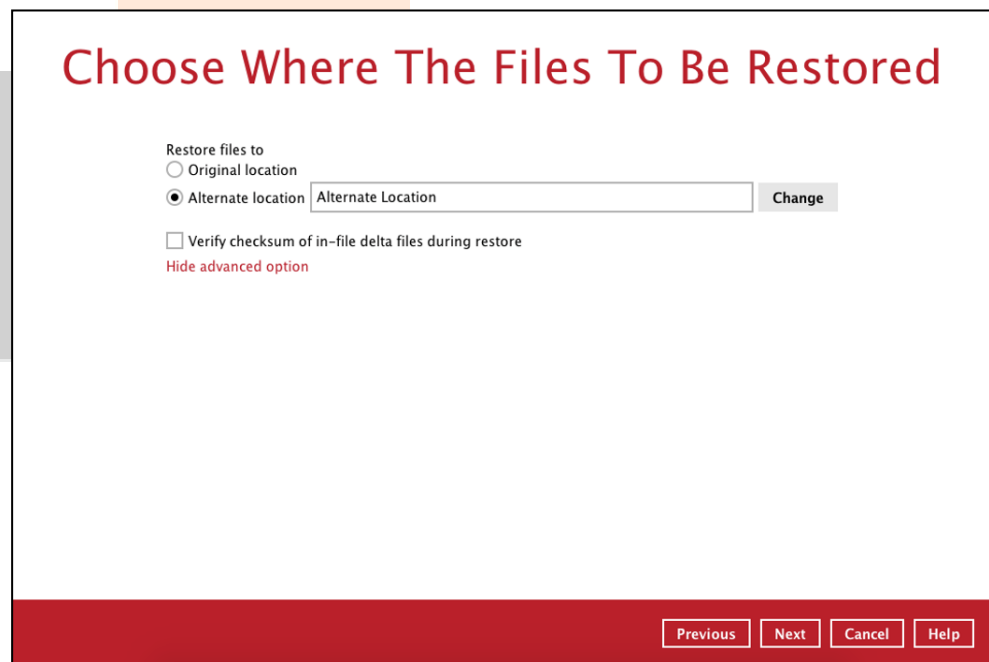 Choose Where The Files To Be Restored
Restore files to
Original location
Alternate location Alternate Location Change
Verify checksum of in-file delta files during restore
Hide advanced option
Previous Next Cancel Help